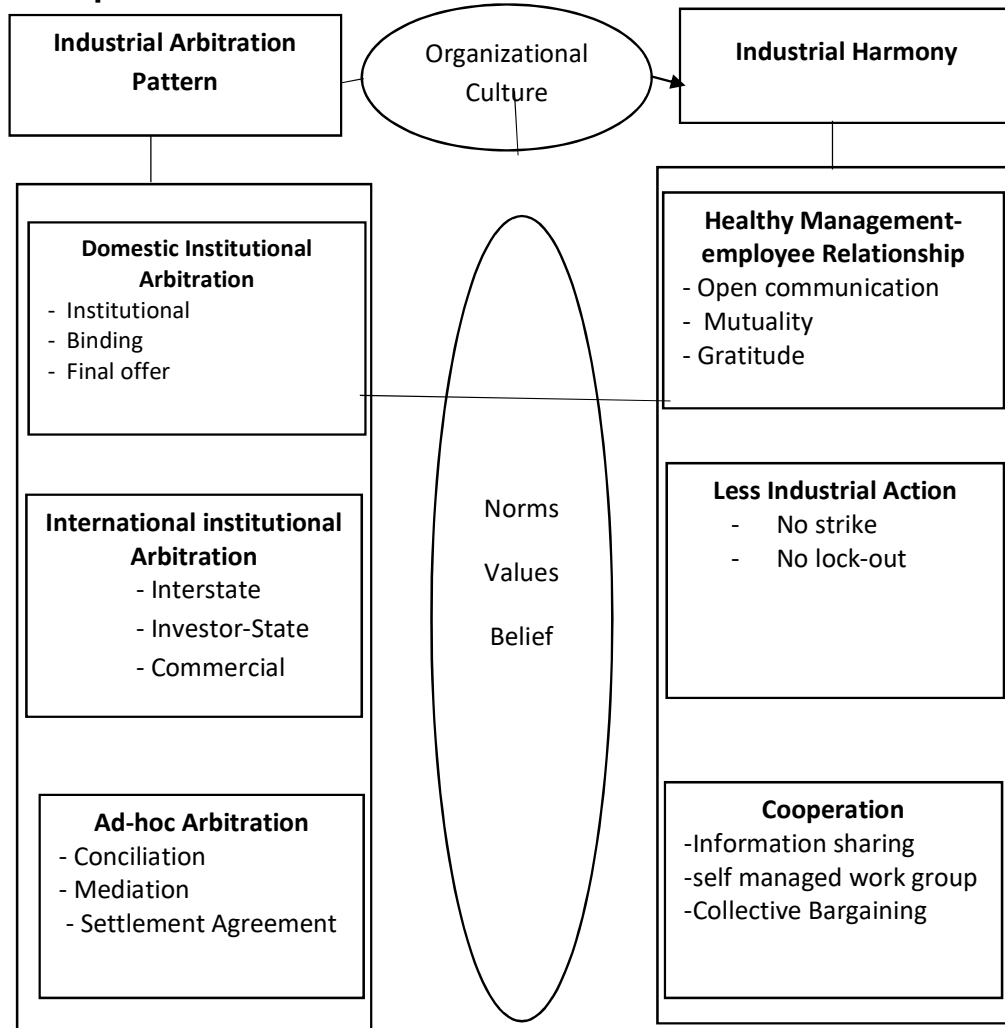 Industrial Arbitration
Pattern
Organizational
Culture
Industrial Harmony
Domestic Institutional
Arbitration
- Institutional
- Binding
- Final offer
International institutional
Arbitration
- Interstate
- Investor-State
- Commercial
Ad-hoc Arbitration
- Conciliation
- Mediation
- Settlement Agreement
Norms
Values
Belief
Healthy Management-
employee Relationship
- Open communication
- Mutuality
- Gratitude
Less Industrial Action
- No strike
- No lock-out
Cooperation
-Information sharing
-self managed work group
-Collective Bargaining